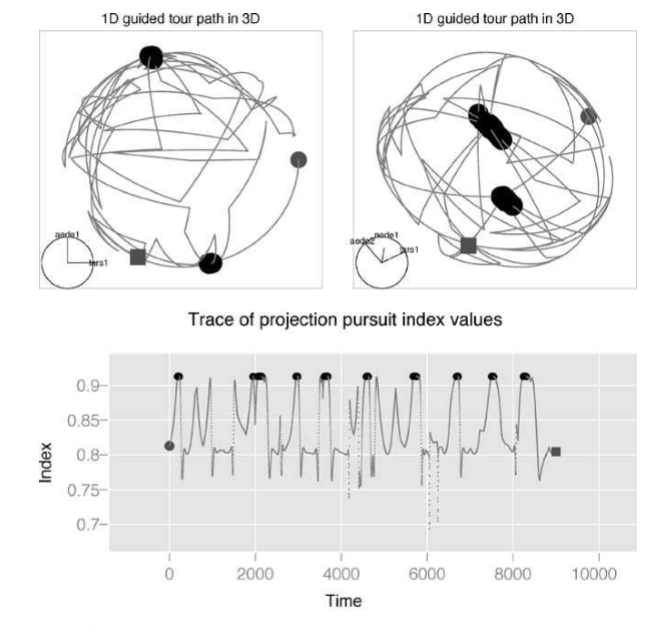 1D guided tour path in 3D
1D guided tour path in 3D
aede1
tars1
aede2
aede1
tars1
Trace of projection pursuit index values
0.9
0.85
0.8
0.75
0.7
Index
0
2000
4000
6000
8000
10000
Time